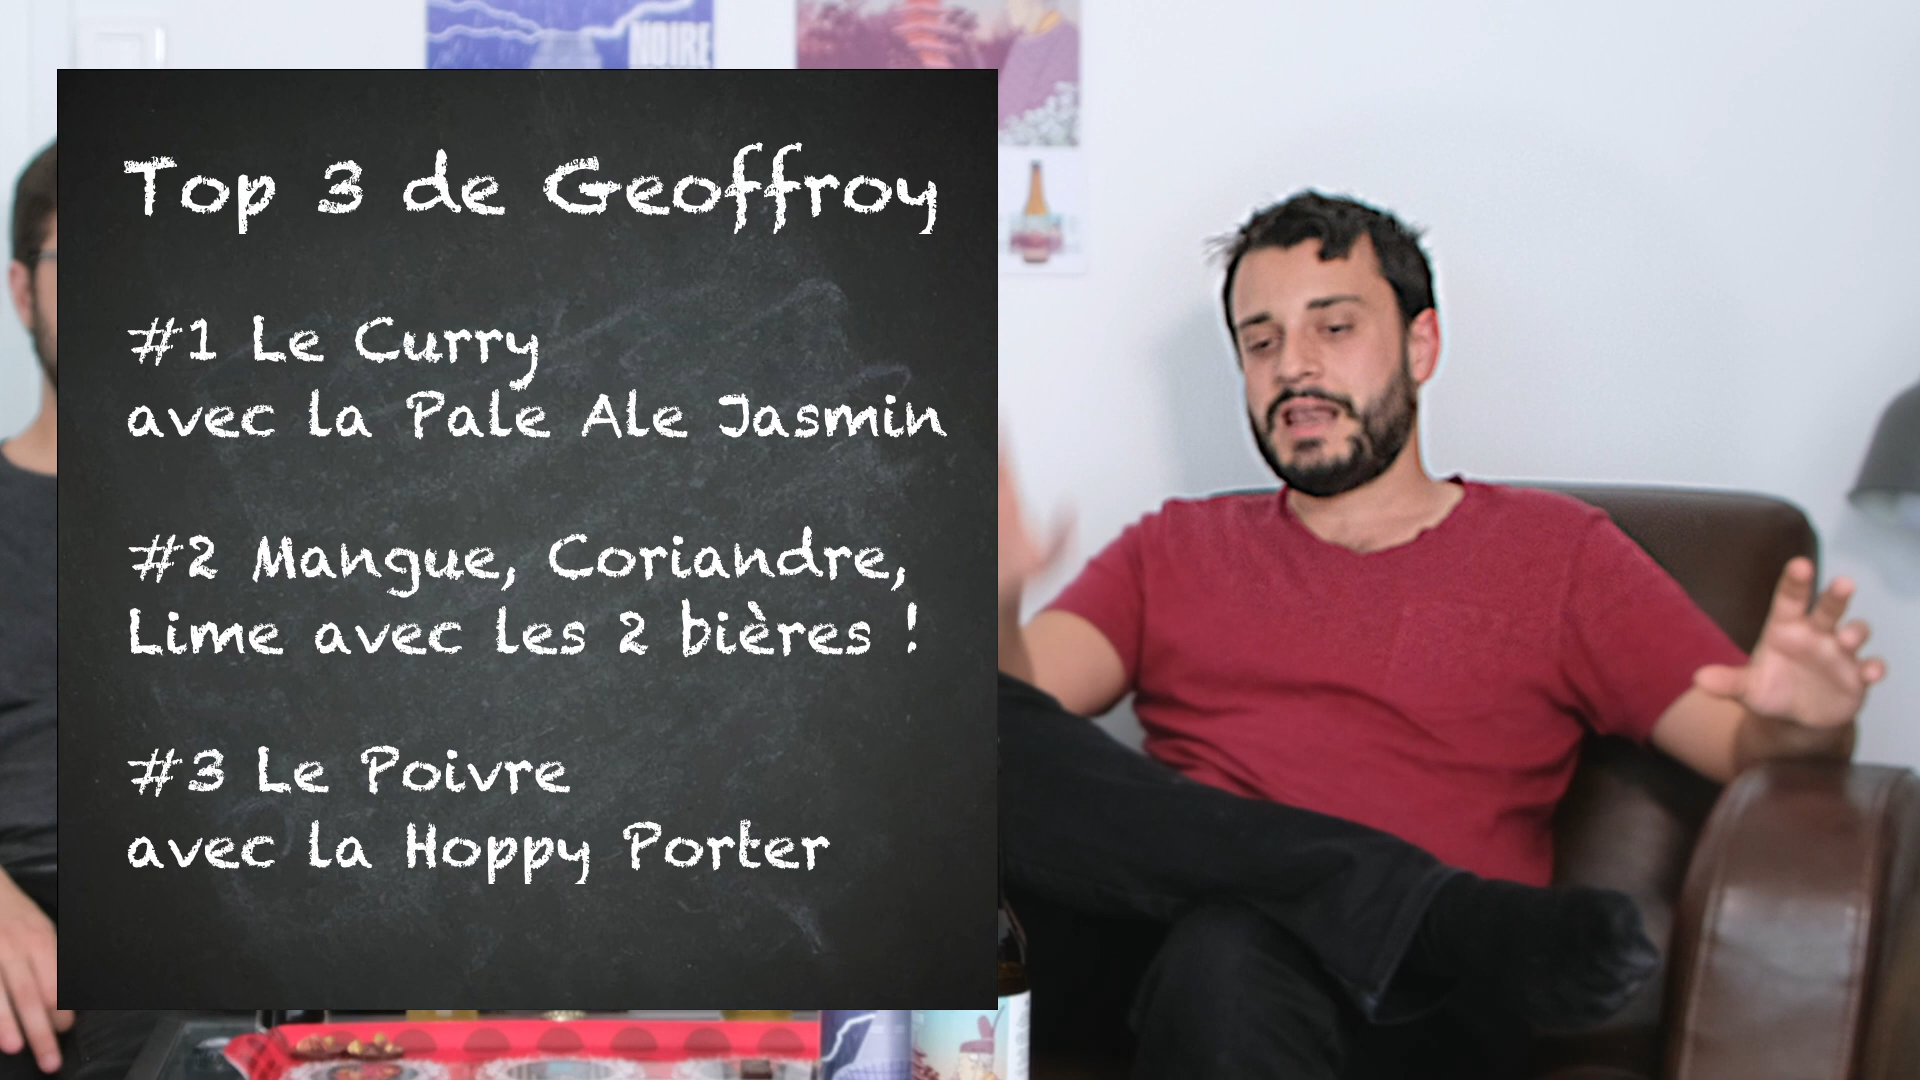 NOIRE
Top 3 de Geoffroy
#1 Le Curry
avec la Pale Ale Jasmin
#2 Mangue, Coriandre,
Lime avec les 2 bières !
#3 Le Poivre
avec la Hoppy Porter